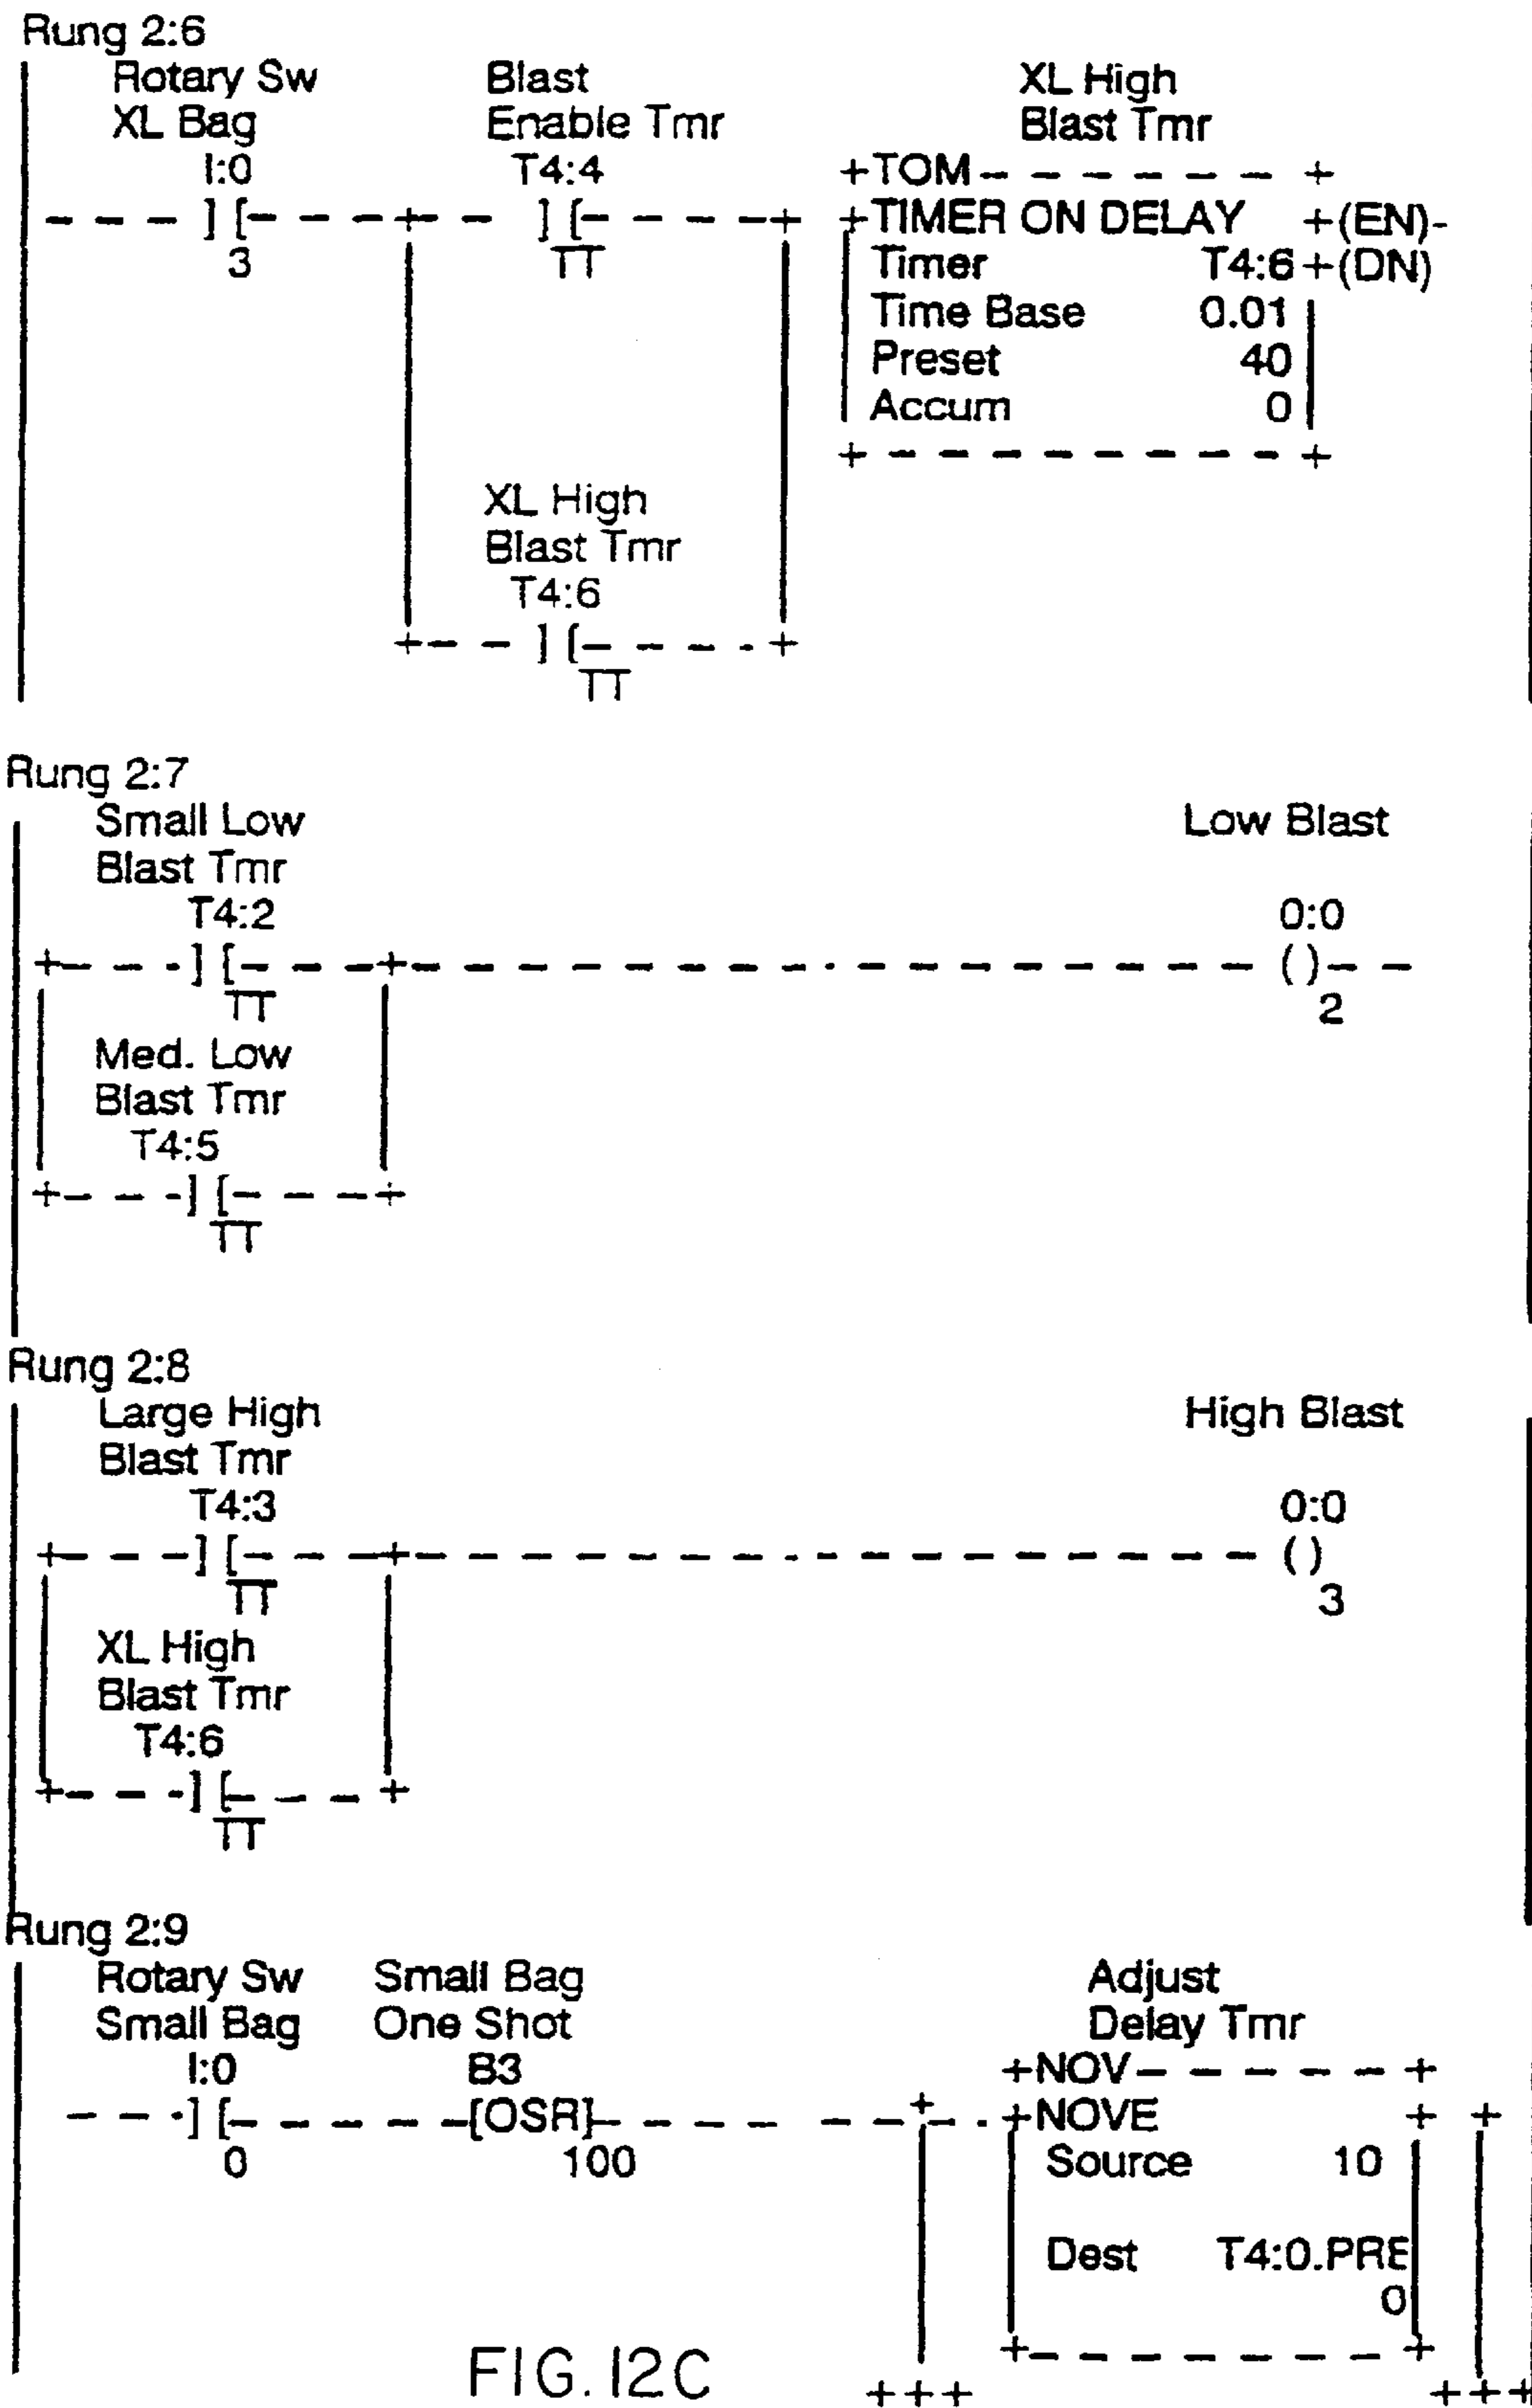 Rung 2:6
Rotary Sw Blast XL High
XL Bag Enable Tmr Blast Tmr
I:0 T4:4 +TOM- - - - - - - +
- - - ] [- - - -+- - ] [- - - -+ +TIMER ON DELAY +(EN)-
3 TT Timer T4:6 +(DN)
Time Base 0.01
Preset 40
Accum 0
+ - - - - - - - - - +
XL High
Blast Tmr
T4:6
+- - ] [- - - - +
TT
Rung 2:7
Small Low Low Blast
Blast Tmr
T4:2 0:0
+- - -] [- - - -+- - - - - - - - - - - - - - - - - - ( )- -
TT 2
Med. Low
Blast Tmr
T4:5
+- - -] [- - - -+
TT
Rung 2:8
Large High High Blast
Blast Tmr
T4:3 0:0
+- - -] [- - - -+- - - - - - - - - - - - - - - - - - ( )
TT 3
XL High
Blast Tmr
T4:6
+- - -] [- - - +
TT
Rung 2:9
Rotary Sw Small Bag Adjust
Small Bag One Shot Delay Tmr
I:0 B3 +NOV- - - - - - +
- - -] [- - - - -[OSR]- - - - - - -+- -+NOVE + +
0 100 Source 10
Dest T4:0.PRE
0
+- - - - - - - +
FIG. 12C +++ +++